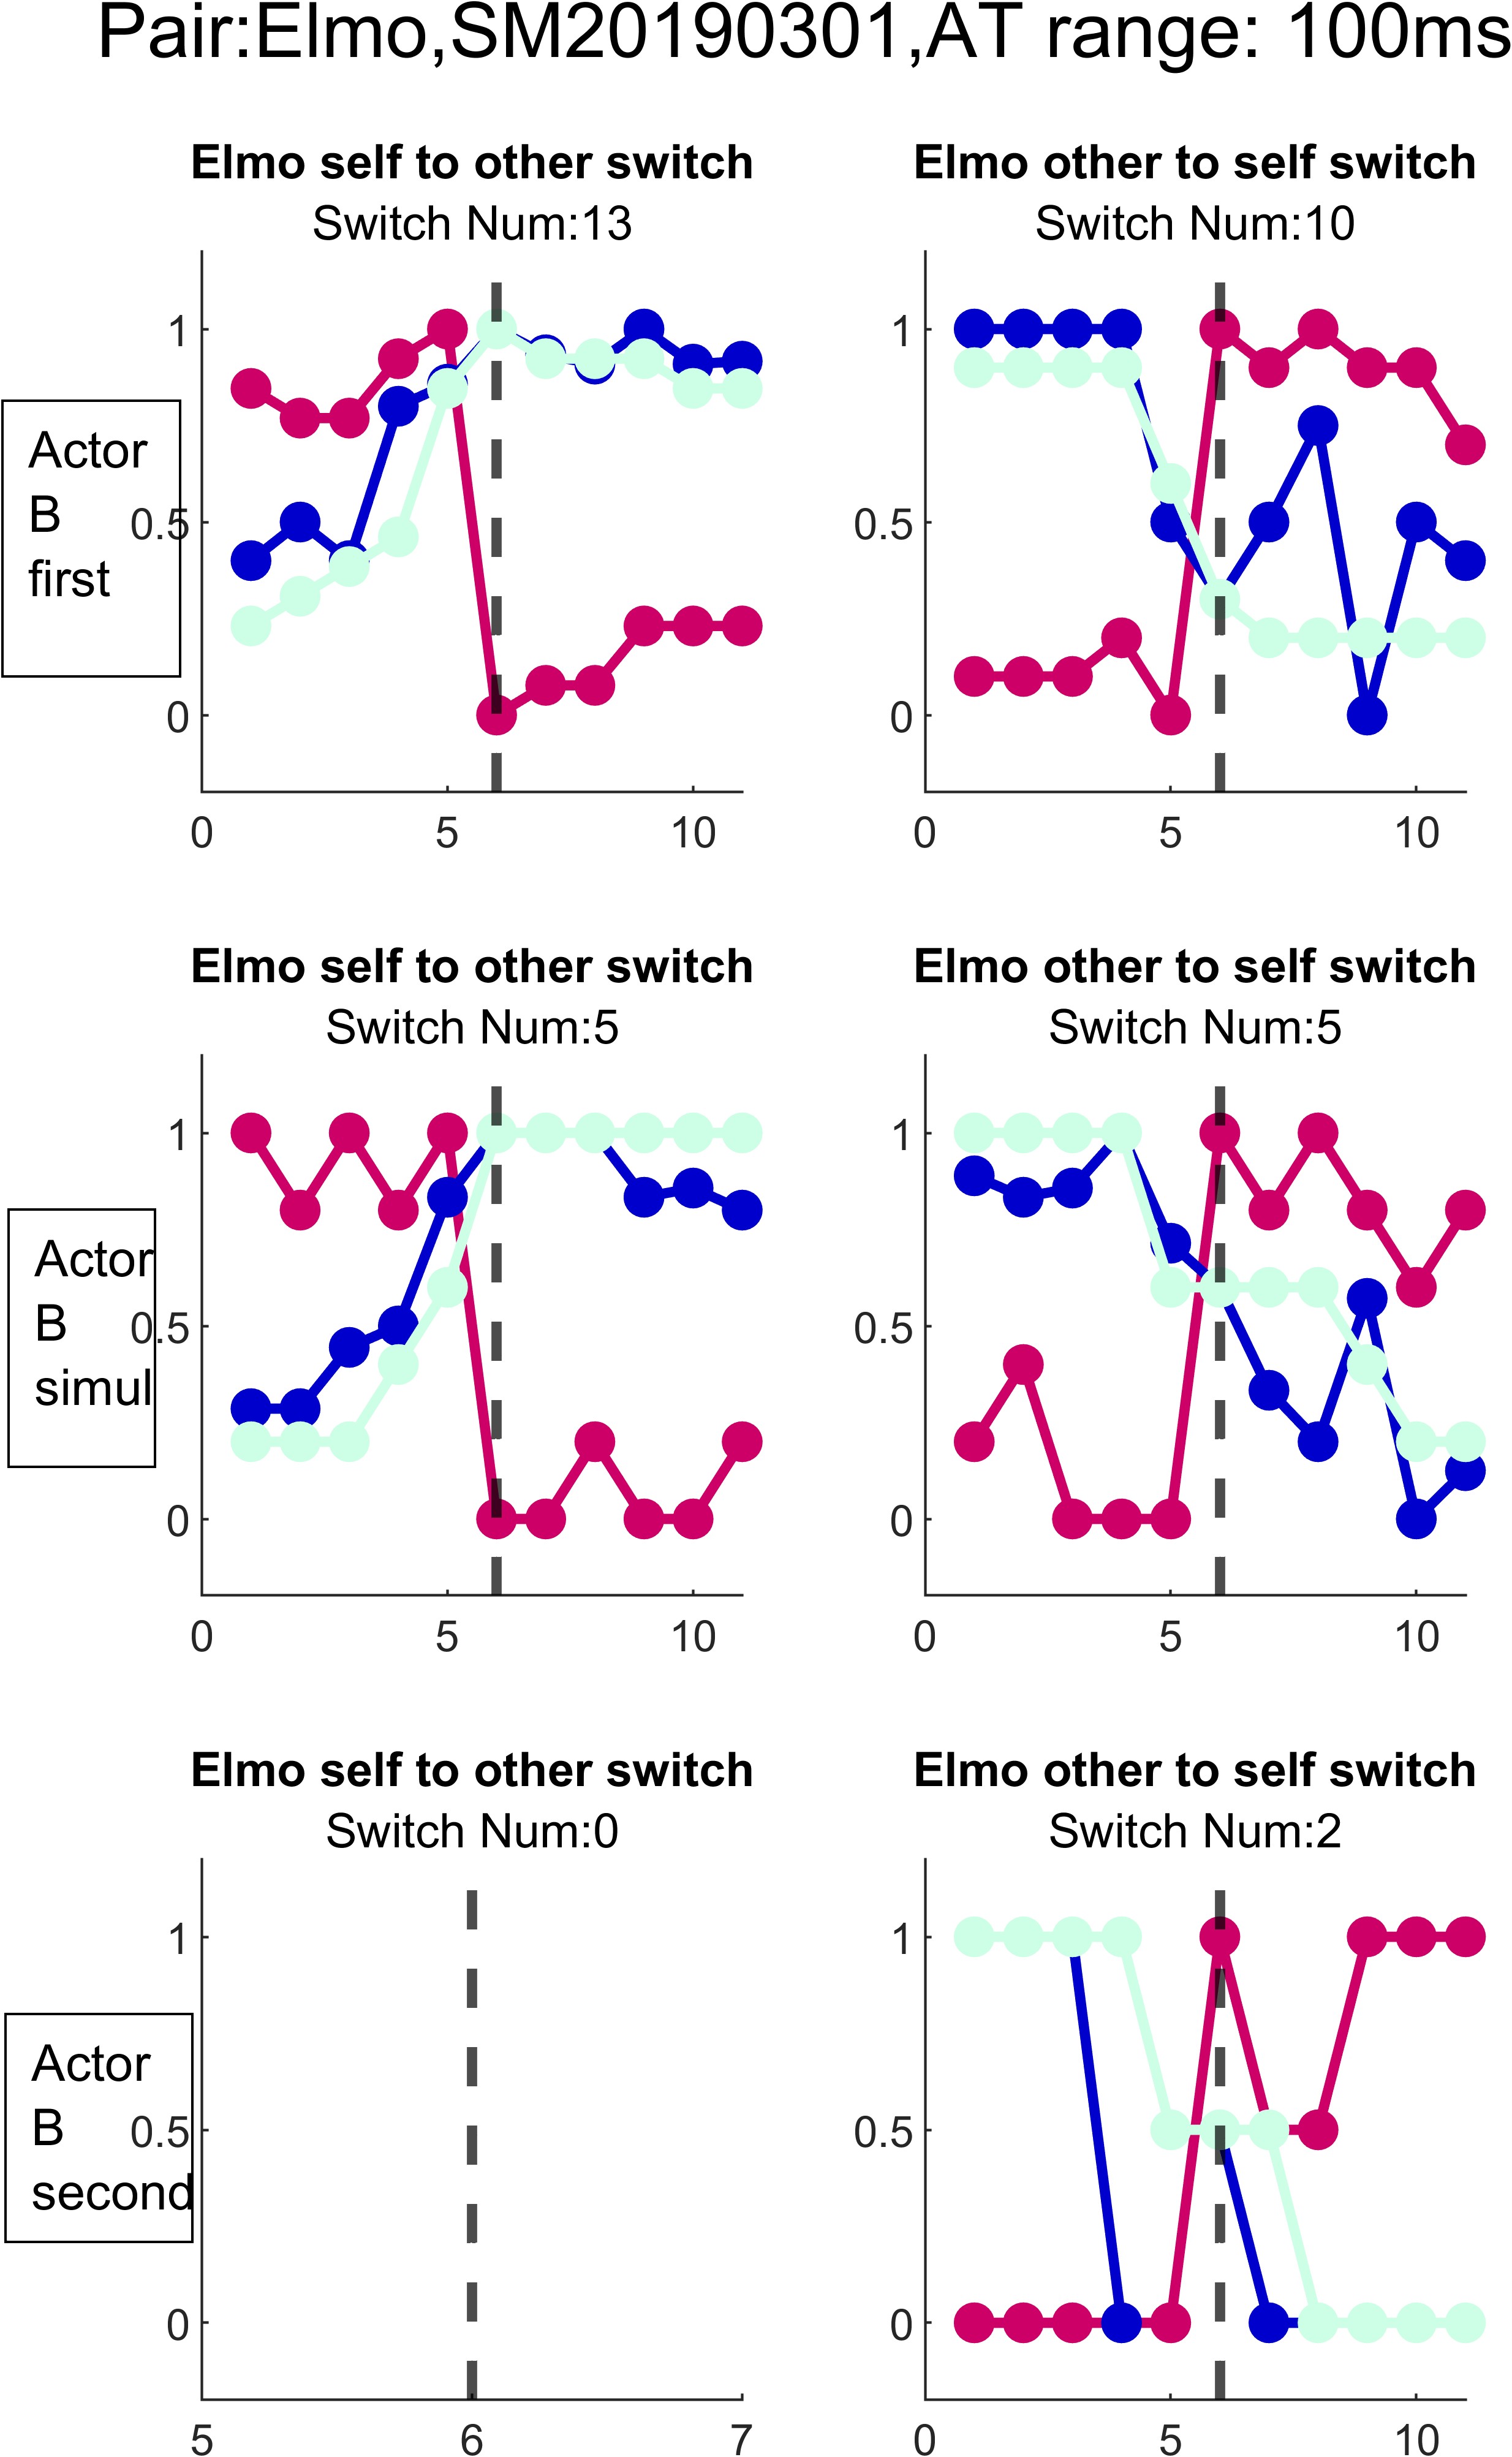 Pair:Elmo,SM20190301,AT range: 100ms
Elmo self to other switch
Switch Num:13
1
0.5
0
0
5
10
Actor
B
first
Elmo other to self switch
Switch Num:10
1
0.5
0
0
5
10
Elmo self to other switch
Switch Num:5
1
0.5
0
0
5
10
Actor
B
simul
Elmo other to self switch
Switch Num:5
1
0.5
0
0
5
10
Elmo self to other switch
Switch Num:0
1
0.5
0
5
6
7
Actor
B
second
Elmo other to self switch
Switch Num:2
1
0.5
0
0
5
10